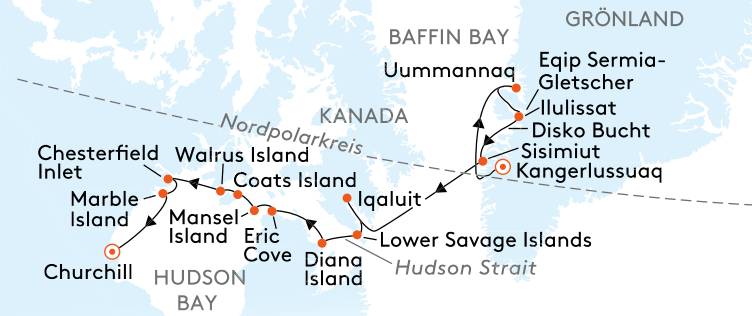 GRÖNLAND
BAFFIN BAY
Eqip Sermia-
Gletscher
Uummannaq
Ilulissat
KANADA
Nordpolarkreis
Disko Bucht
Sisimiut
Kangerlussuaq
Chesterfield
Inlet
Walrus Island
Coats Island
Marble
Island
Iqaluit
Mansel
Island
Eric
Cove
Lower Savage Islands
Diana
Island
Hudson Strait
Churchill
HUDSON
BAY